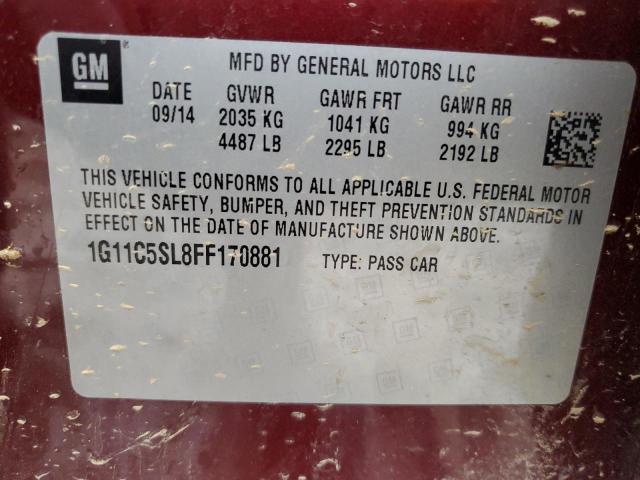 GM
MFD BY GENERAL MOTORS LLC
DATE GVWR GAWR FRT GAWR RR
09/14 2035 KG 1041 KG 994 KG
4487 LB 2295 LB 2192 LB
THIS VEHICLE CONFORMS TO ALL APPLICABLE U.S. FEDERAL MOTOR
VEHICLE SAFETY, BUMPER, AND THEFT PREVENTION STANDARDS IN
EFFECT ON THE DATE OF MANUFACTURE SHOWN ABOVE.
1G11C5SL8FF170881 TYPE: PASS CAR